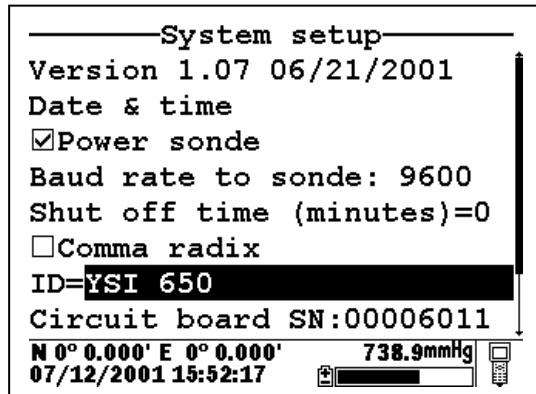 System setup
Version 1.07 06/21/2001
Date & time
☑Power sonde
Baud rate to sonde: 9600
Shut off time (minutes)=0
☐Comma radix
ID=YSI 650
Circuit board SN:00006011
N 0° 0.000' E 0° 0.000' 738.9mmHg
07/12/2001 15:52:17